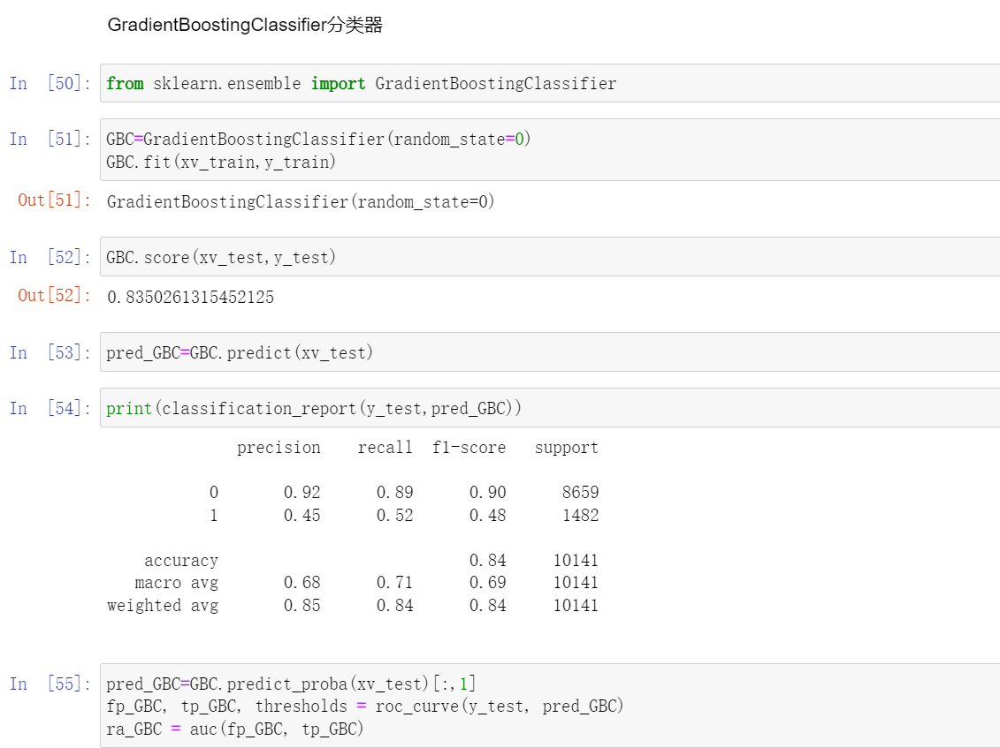 GradientBoostingClassifier分类器
In [50]: from sklearn.ensemble import GradientBoostingClassifier
In [51]: GBC=GradientBoostingClassifier(random_state=0)
GBC.fit(xv_train,y_train)
Out[51]: GradientBoostingClassifier(random_state=0)
In [52]: GBC.score(xv_test,y_test)
Out[52]: 0.8350261315452125
In [53]: pred_GBC=GBC.predict(xv_test)
In [54]: print(classification_report(y_test,pred_GBC))
precision recall f1-score support
0 0.92 0.89 0.90 8659
1 0.45 0.52 0.48 1482
accuracy 0.84 10141
macro avg 0.68 0.71 0.69 10141
weighted avg 0.85 0.84 0.84 10141
In [55]: pred_GBC=GBC.predict_proba(xv_test)[:,1]
fp_GBC, tp_GBC, thresholds = roc_curve(y_test, pred_GBC)
ra_GBC = auc(fp_GBC, tp_GBC)